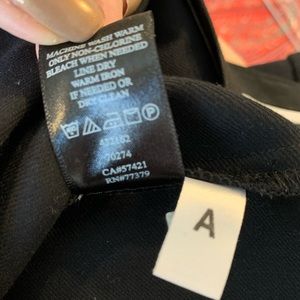 MACHINE WASH WARM
ONLY NON-CHLORINE
BLEACH WHEN NEEDED
LINE DRY
WARM IRON
IF NEEDED OR
DRY CLEAN
70274
CA#57421
RN#77379
A